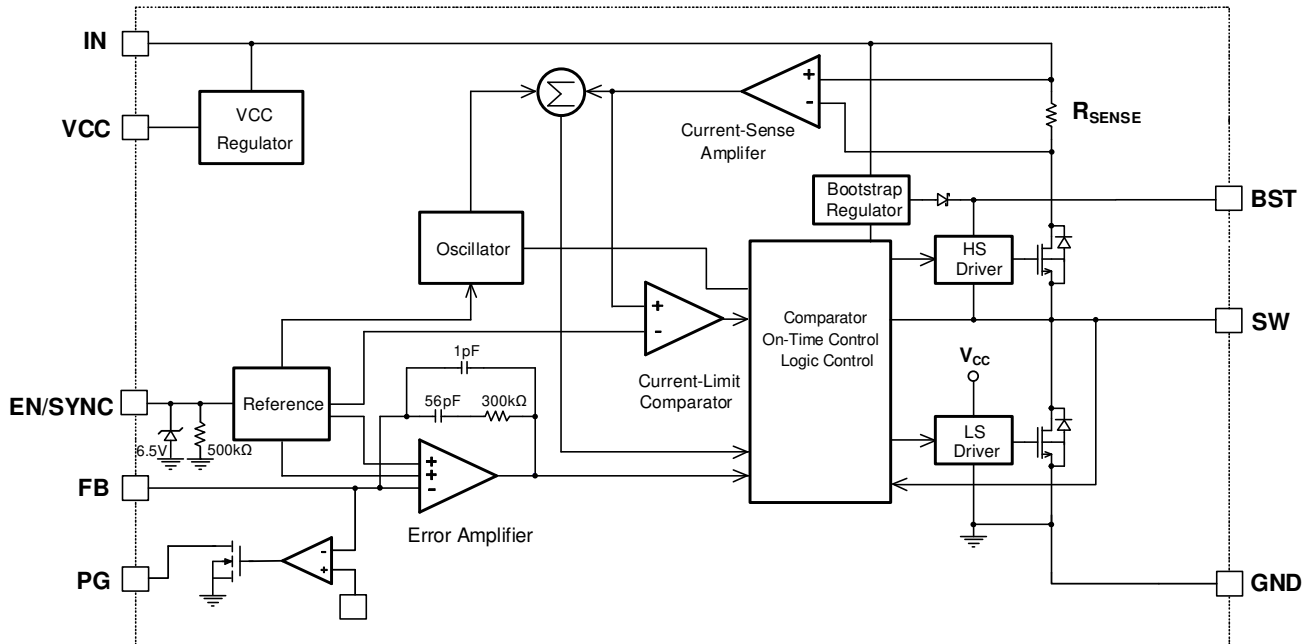 IN
VCC
VCC
Regulator
Σ
+
-
Current-Sense
Amplifer
RSENSE
Bootstrap
Regulator
BST
Oscillator
HS
Driver
+
-
Comparator
On-Time Control
Logic Control
SW
Current-Limit
Comparator
VCC
1pF
56pF
300kΩ
EN/SYNC
Reference
6.5V
500kΩ
LS
Driver
+
+
-
FB
Error Amplifier
-
+
PG
GND